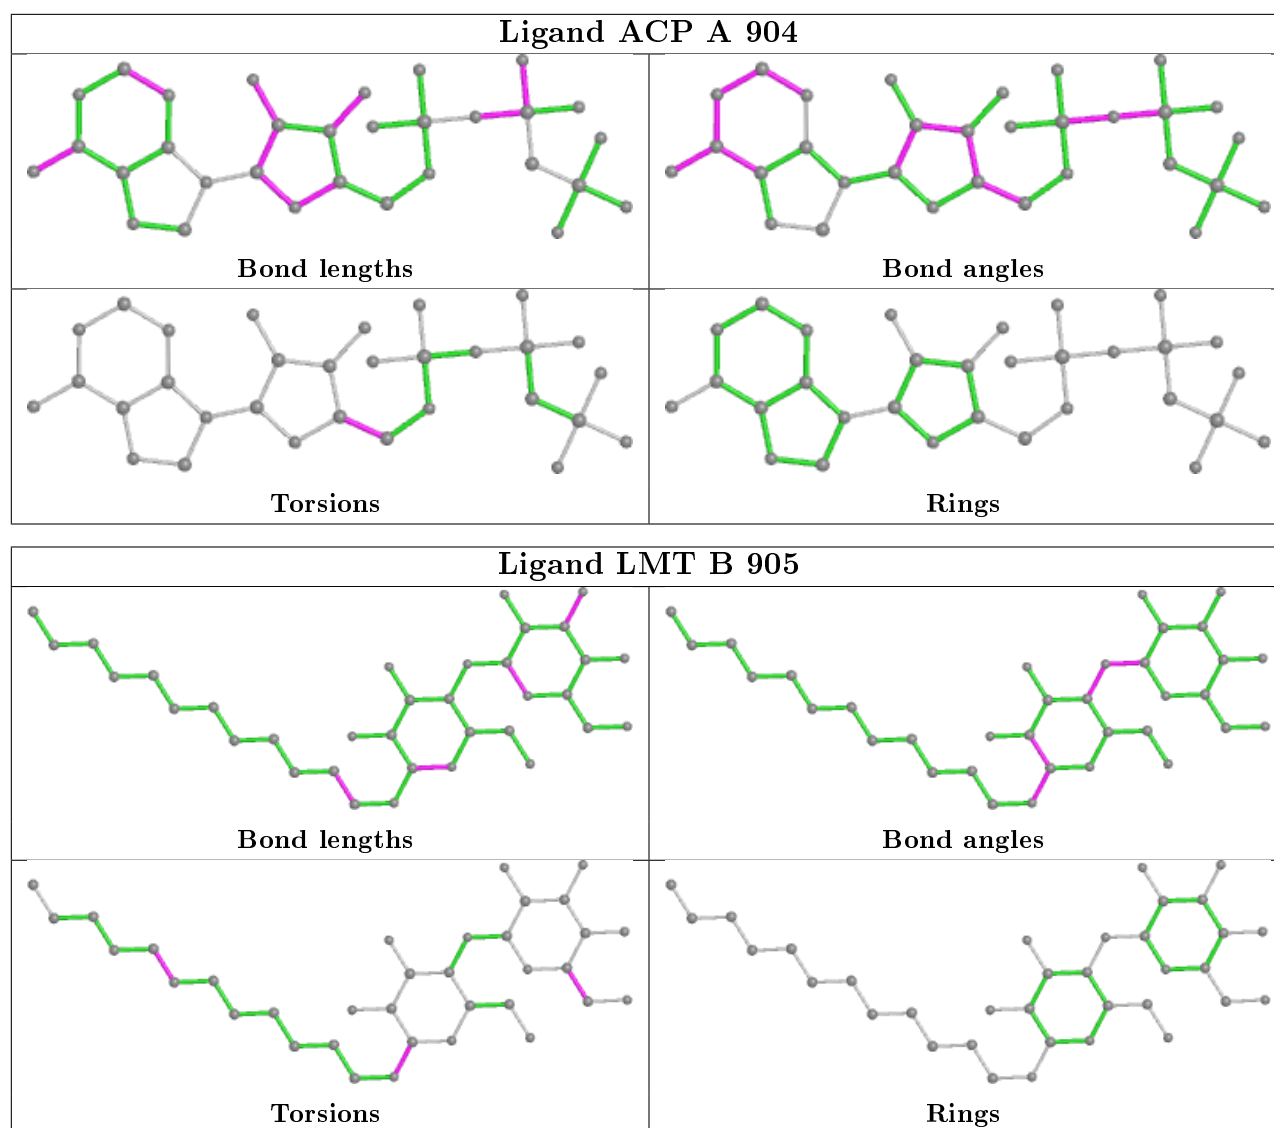 Ligand ACP A 904
Bond lengths
Bond angles
Torsions
Rings
Ligand LMT B 905
Bond lengths
Bond angles
Torsions
Rings